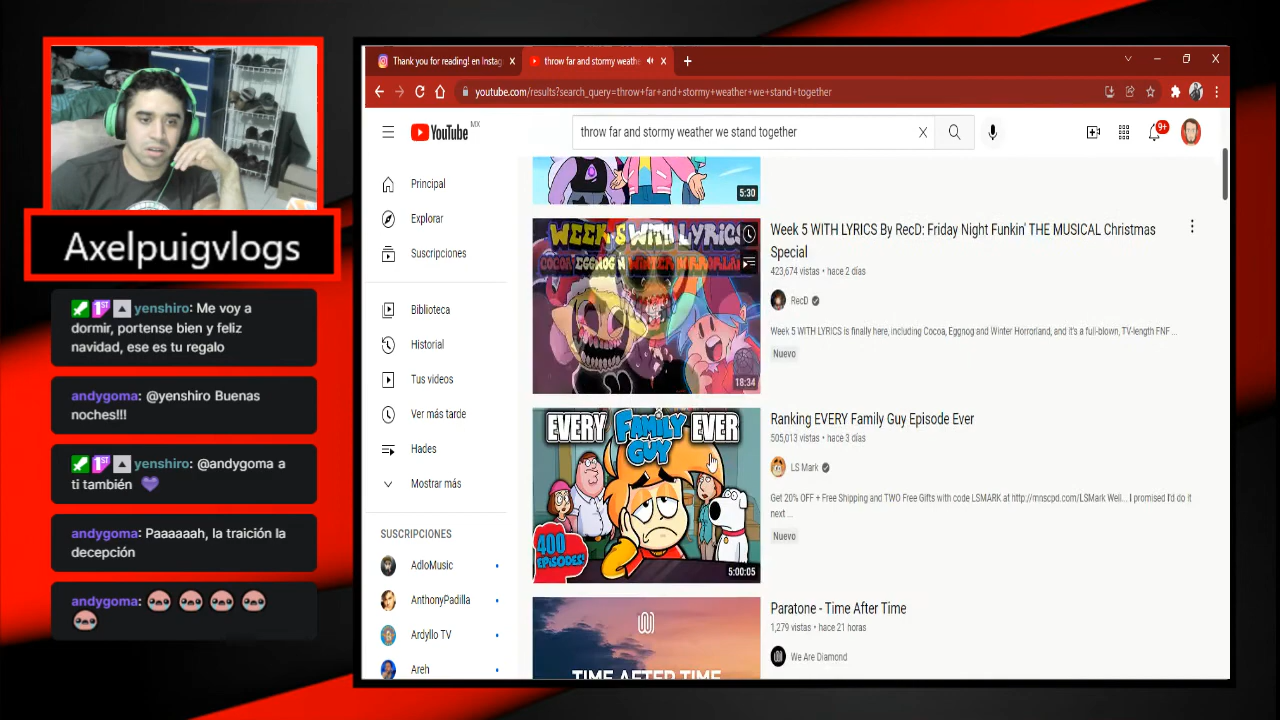 Axelpuigvlogs
yenshiro: Me voy a
dormir, portense bien y feliz
navidad, ese es tu regalo
andygoma: @yenshiro Buenas
noches!!!
yenshiro: @andygoma a
ti también
andygoma: Paaaaaah, la traición la
decepción
andygoma:
Thank you for reading! en Instag
throw far and stormy weathe
youtube.com/results?search_query=throw+far+and+stormy+weather+we+stand+together
YouTube MX
throw far and stormy weather we stand together
9+
Principal
Explorar
Suscripciones
Biblioteca
Historial
Tus videos
Ver más tarde
Hades
Mostrar más
SUSCRIPCIONES
AdloMusic
AnthonyPadilla
Ardyllo TV
Areh
5:30
WEEK 5 WITH LYRICS
COCOA EGGNOG N WINTER HORRORLAND
18:34
Week 5 WITH LYRICS By RecD: Friday Night Funkin' THE MUSICAL Christmas
Special
423,674 vistas • hace 2 días
RecD
Week 5 WITH LYRICS is finally here, including Cocoa, Eggnog and Winter Horrorland, and it's a full-blown, TV-length FNF ...
Nuevo
EVERY FAMILY GUY EVER
400
EPISODES!
5:00:05
Ranking EVERY Family Guy Episode Ever
505,013 vistas • hace 3 días
LS Mark
Get 20% OFF + Free Shipping and TWO Free Gifts with code LSMARK at http://mnscpd.com/LSMark Well... I promised I'd do it
next ...
Nuevo
TIME AFTER TIME
Paratone - Time After Time
1,279 vistas • hace 21 horas
We Are Diamond